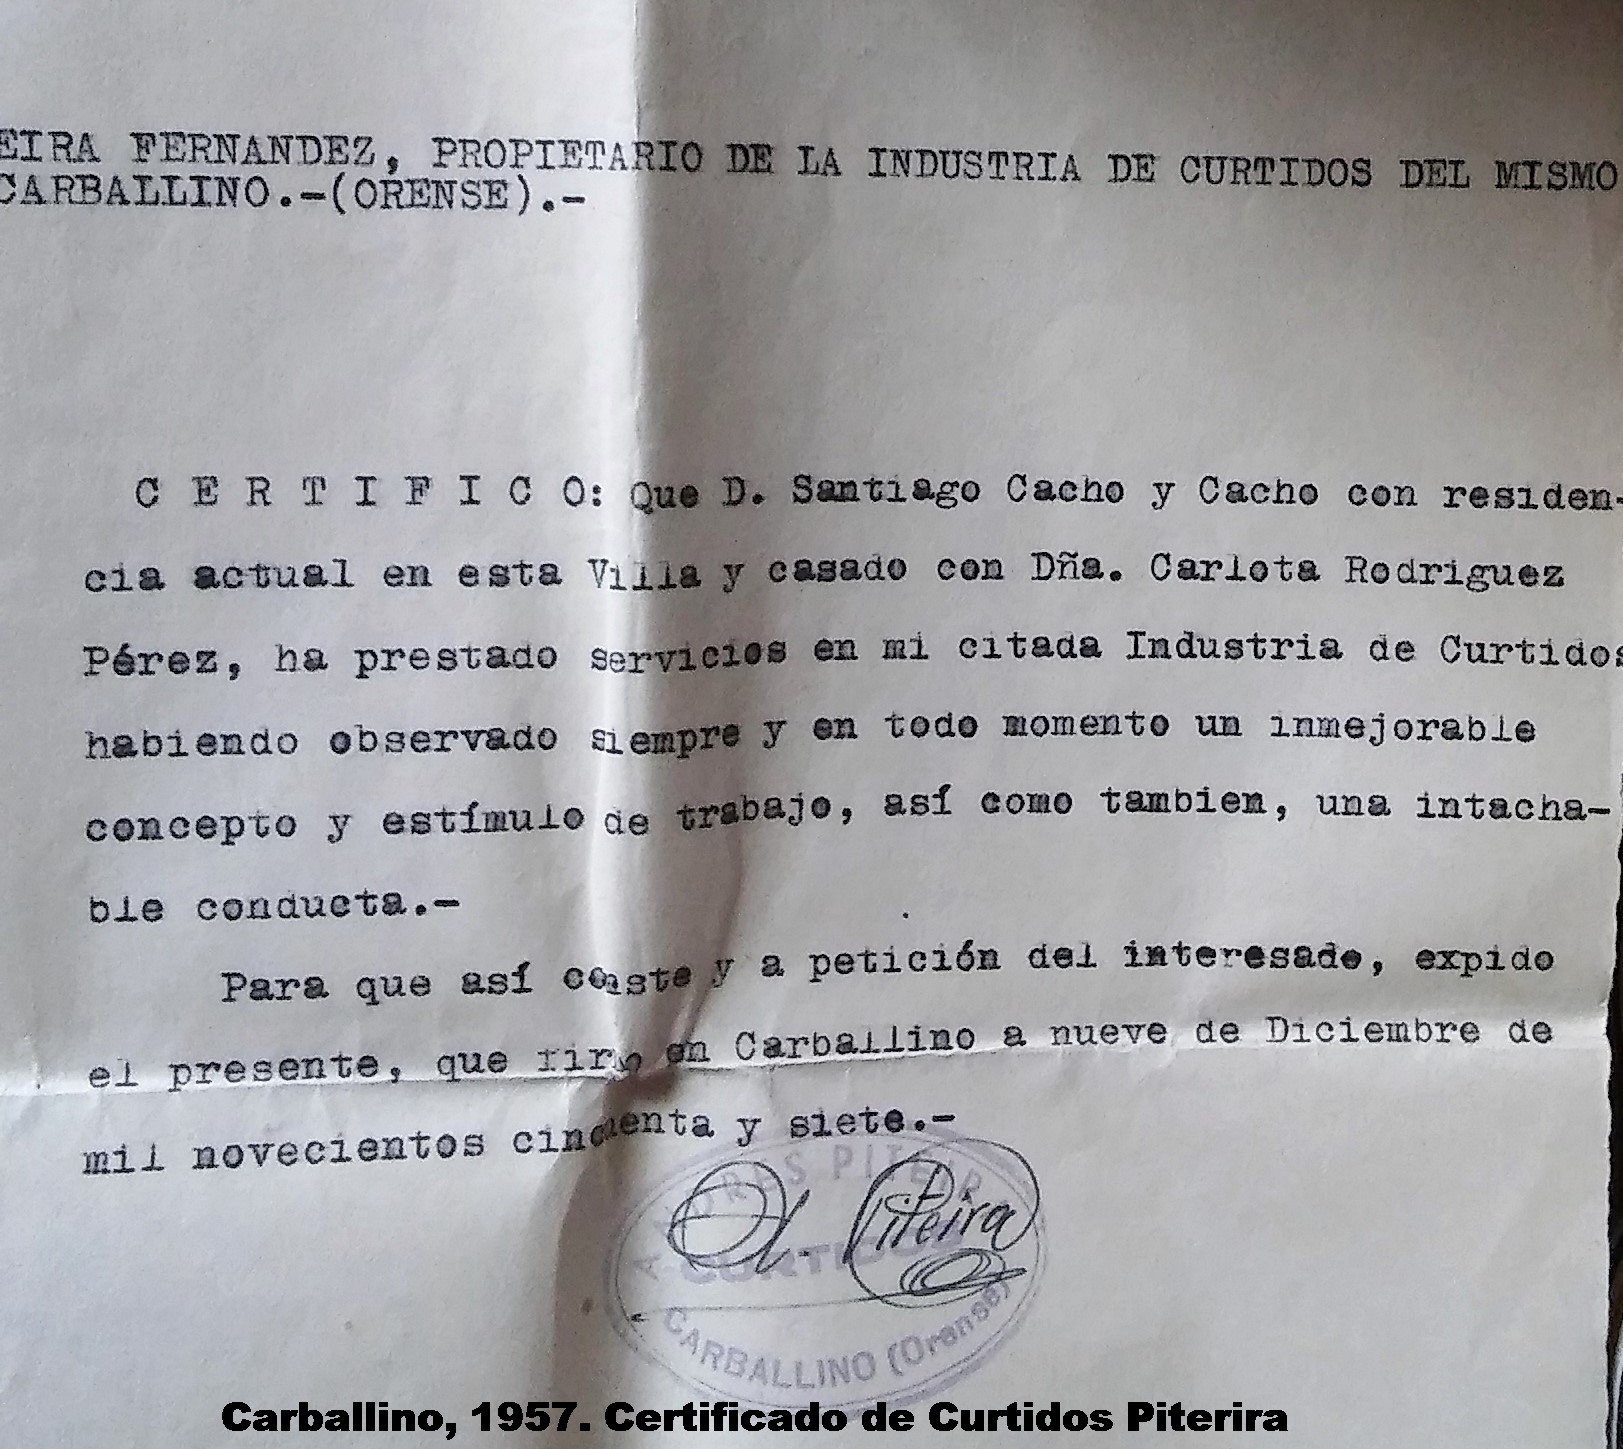 EIRA FERNANDEZ, PROPIETARIO DE LA INDUSTRIA DE CURTIDOS DEL MISMO
CARBALLINO.-(ORENSE).-
C E R T I F I C O: Que D. Santiago Cacho y Cacho con residen-
cia actual en esta Villa y casado con Dña. Carlota Rodriguez
Pérez, ha prestado servicios en mi citada Industria de Curtidos
habiendo observado siempre y en todo momento un inmejorable
concepto y estímulo de trabajo, así como tambien, una intacha-
ble conducta.-
Para que así conste y a petición del interesado, expido
el presente, que firmo en Carballino a nueve de Diciembre de
mil novecientos cincuenta y siete.-
PITEIRA
Piteira
CURTIDOS
CARBALLINO (Orense)
Carballino, 1957. Certificado de Curtidos Piterira